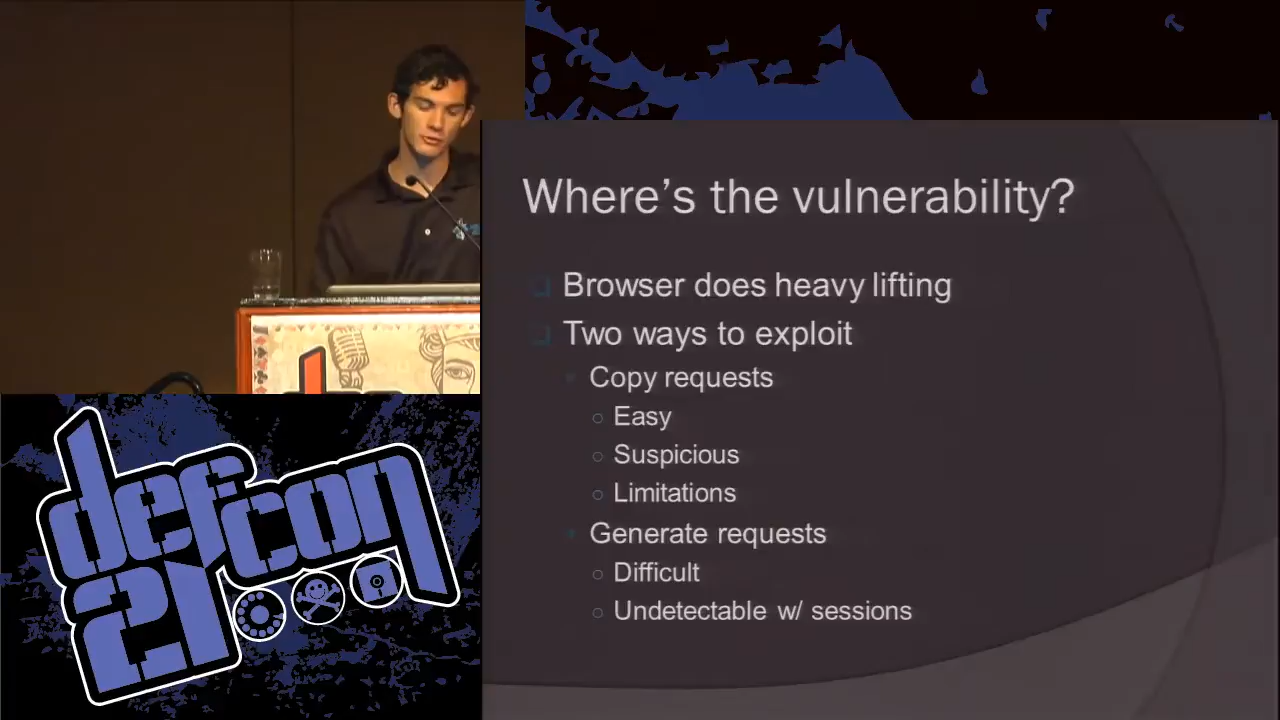 Where's the vulnerability?
Browser does heavy lifting
Two ways to exploit
Copy requests
Easy
Suspicious
Limitations
Generate requests
Difficult
Undetectable w/ sessions
defcon
21